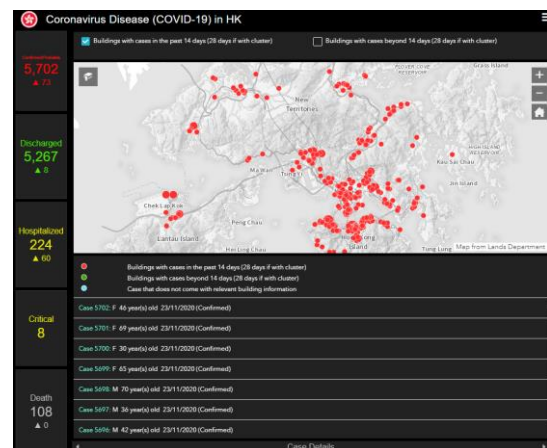 Coronavirus Disease (COVID-19) in HK
Buildings with cases in the past 14 days (28 days if with cluster)
Buildings with cases beyond 14 days (28 days if with cluster)
5,702
▲ 73
Discharged
5,267
▲ 8
Hospitalized
224
▲ 60
Critical
8
Death
108
▲ 0
Grass Island
New
Territories
Ma Wan
Tsing Yi
Kau Sai Chau
Jin Island
Chek Lap Kok
Peng Chau
Lantau Island
Hei Ling Chau
Tung Lung
Map from Lands Department
Buildings with cases in the past 14 days (28 days if with cluster)
Buildings with cases beyond 14 days (28 days if with cluster)
Case that does not come with relevant building information
Case 5702: F 46 year(s) old 23/11/2020 (Confirmed)
Case 5701: F 69 year(s) old 23/11/2020 (Confirmed)
Case 5700: F 30 year(s) old 23/11/2020 (Confirmed)
Case 5699: F 65 year(s) old 23/11/2020 (Confirmed)
Case 5698: M 70 year(s) old 23/11/2020 (Confirmed)
Case 5697: M 36 year(s) old 23/11/2020 (Confirmed)
Case 5696: M 42 year(s) old 23/11/2020 (Confirmed)
Case Details